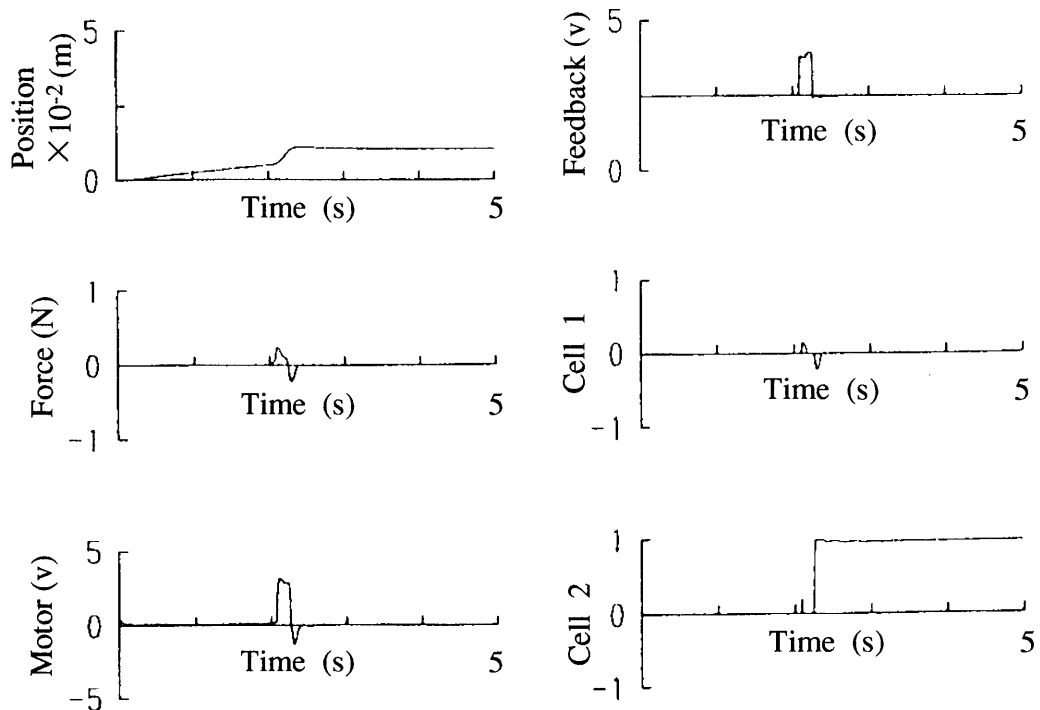 5
Position
×10⁻² (m)
0
Time (s)
5
5
Feedback (v)
0
Time (s)
5
1
Force (N)
0
Time (s)
5
-1
1
Cell 1
0
Time (s)
5
-1
5
Motor (v)
0
Time (s)
5
-5
1
Cell 2
0
Time (s)
5
-1